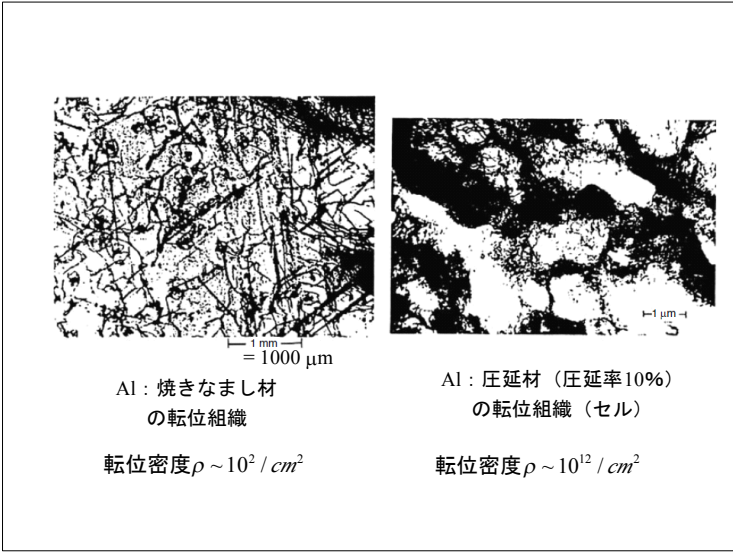 1 mm
= 1000 μm
Al：焼きなまし材
の転位組織
転位密度ρ ~ 10² / cm²
1 μm
Al：圧延材（圧延率10%）
の転位組織（セル）
転位密度ρ ~ 10¹² / cm²